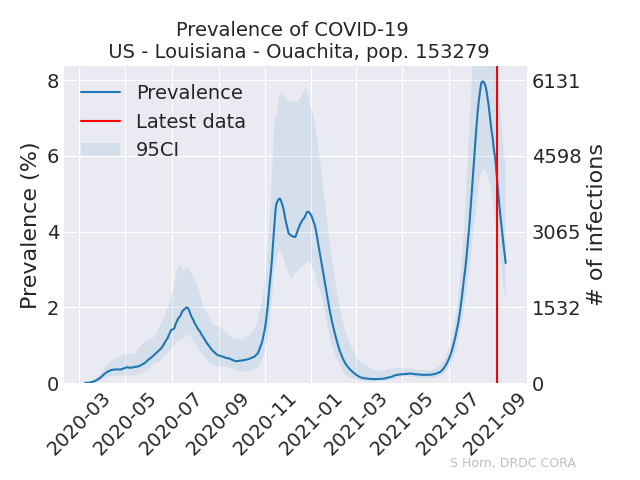 Prevalence of COVID-19
US - Louisiana - Ouachita, pop. 153279
Prevalence (%)
8
6
4
2
0
Prevalence
Latest data
95CI
6131
4598
3065
1532
0
# of infections
2020-03
2020-05
2020-07
2020-09
2020-11
2021-01
2021-03
2021-05
2021-07
2021-09
S Horn, DRDC CORA